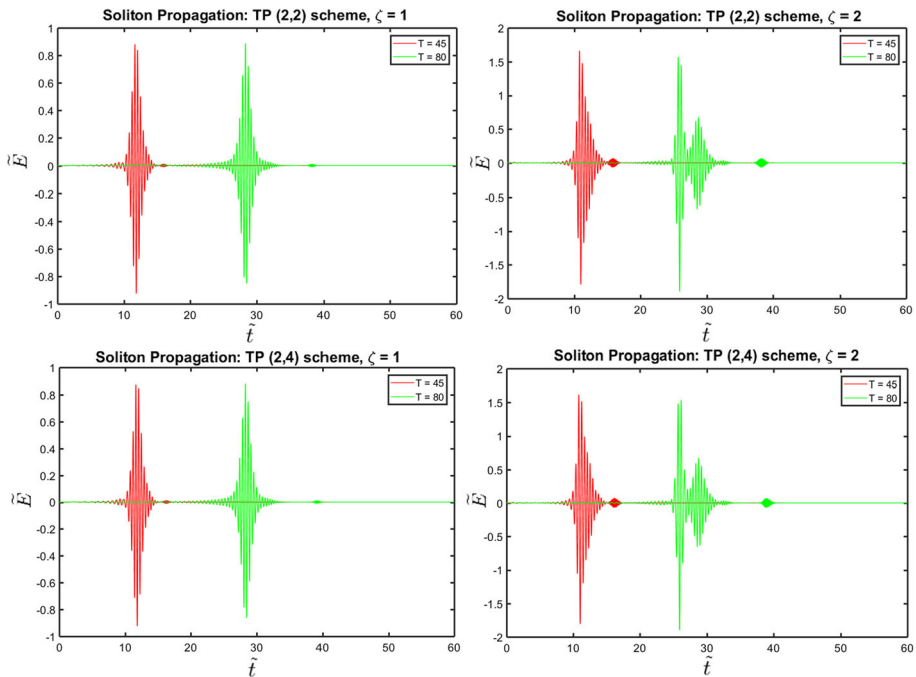 Soliton Propagation: TP (2,2) scheme, ζ = 1
1
0.8
0.6
0.4
0.2
0
-0.2
-0.4
-0.6
-0.8
-1
Ẽ
T = 45
T = 80
0 10 20 30 40 50 60
t̃
Soliton Propagation: TP (2,2) scheme, ζ = 2
2
1.5
1
0.5
0
-0.5
-1
-1.5
-2
Ẽ
T = 45
T = 80
0 10 20 30 40 50 60
t̃
Soliton Propagation: TP (2,4) scheme, ζ = 1
1
0.8
0.6
0.4
0.2
0
-0.2
-0.4
-0.6
-0.8
-1
Ẽ
T = 45
T = 80
0 10 20 30 40 50 60
t̃
Soliton Propagation: TP (2,4) scheme, ζ = 2
2
1.5
1
0.5
0
-0.5
-1
-1.5
-2
Ẽ
T = 45
T = 80
0 10 20 30 40 50 60
t̃